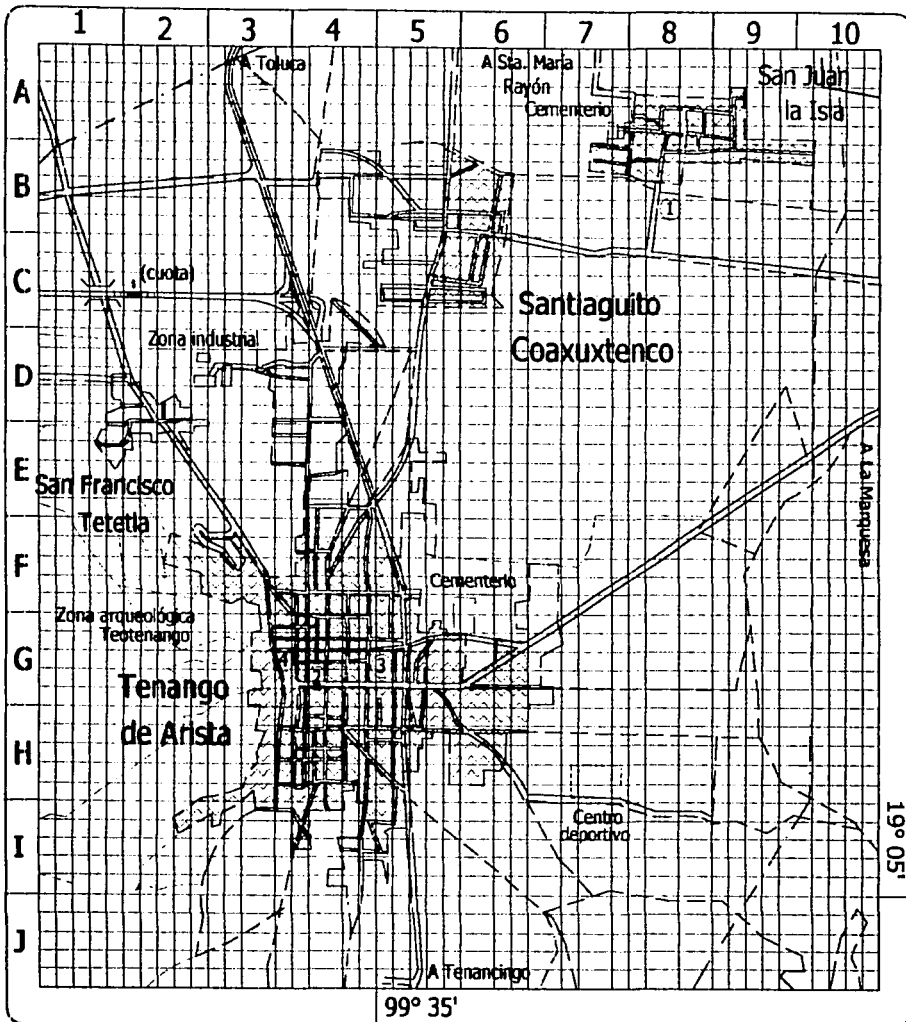 1 2 3 4 5 6 7 8 9 10
A
B
C
D
E
F
G
H
I
J
A Toluca
A Sta. María
Rayón
Cementerio
San Juan
la Isla
(cuota)
Zona industrial
Santiaguito
Coaxuxtenco
San Francisco
Tetetla
A La Marquesa
Cementerio
Zona arqueológica
Teotenango
Tenango
de Arista
2
3
Centro
deportivo
A Tenancingo
19° 05'
99° 35'